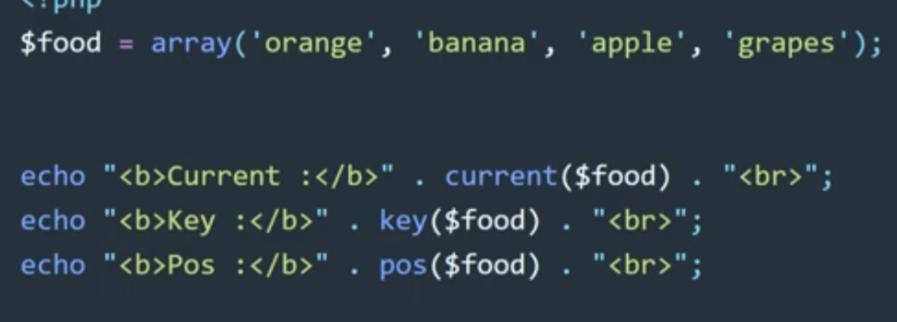 <?php
$food = array('orange', 'banana', 'apple', 'grapes');
echo "<b>Current :</b>" . current($food) . "<br>";
echo "<b>Key :</b>" . key($food) . "<br>";
echo "<b>Pos :</b>" . pos($food) . "<br>";